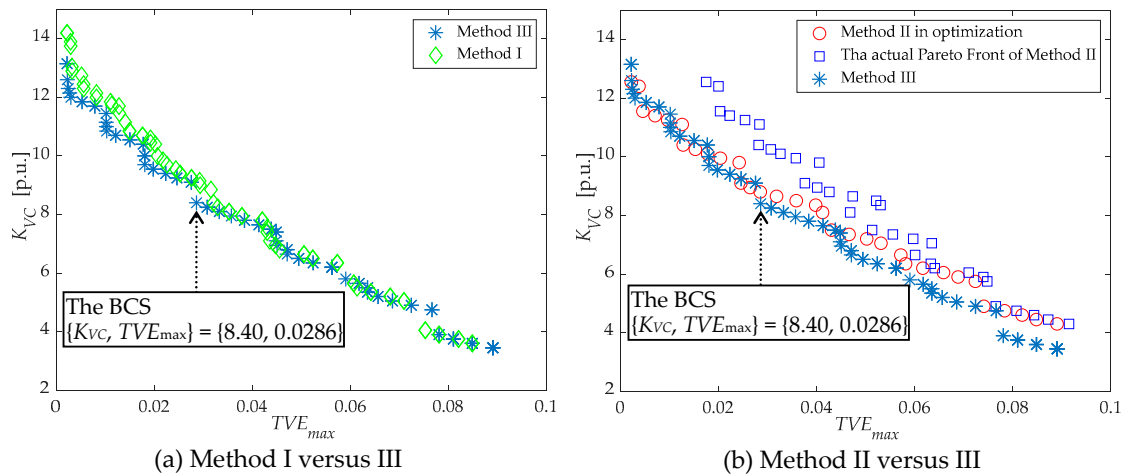 14
12
10
8
6
4
2
K_VC [p.u.]
Method III
Method I
The BCS
{K_VC, TVE_max} = {8.40, 0.0286}
0
0.02
0.04
0.06
0.08
0.1
TVE_max
(a) Method I versus III
14
12
10
8
6
4
2
K_VC [p.u.]
Method II in optimization
Tha actual Pareto Front of Method II
Method III
The BCS
{K_VC, TVE_max} = {8.40, 0.0286}
0
0.02
0.04
0.06
0.08
0.1
TVE_max
(b) Method II versus III